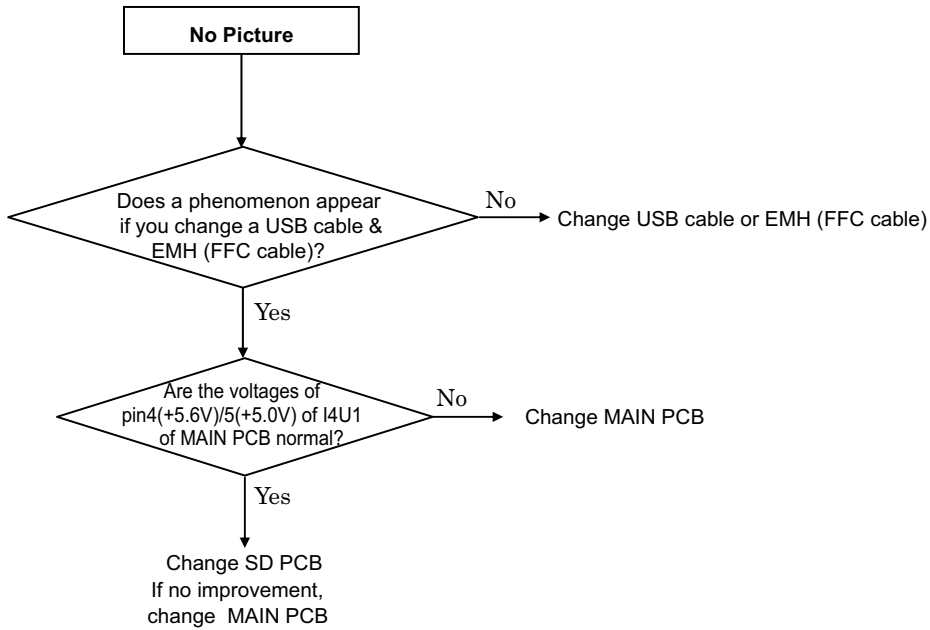 No Picture
Does a phenomenon appear
if you change a USB cable &
EMH (FFC cable)?
No
Change USB cable or EMH (FFC cable)
Yes
Are the voltages of
pin4(+5.6V)/5(+5.0V) of I4U1
of MAIN PCB normal?
No
Change MAIN PCB
Yes
Change SD PCB
If no improvement,
change MAIN PCB